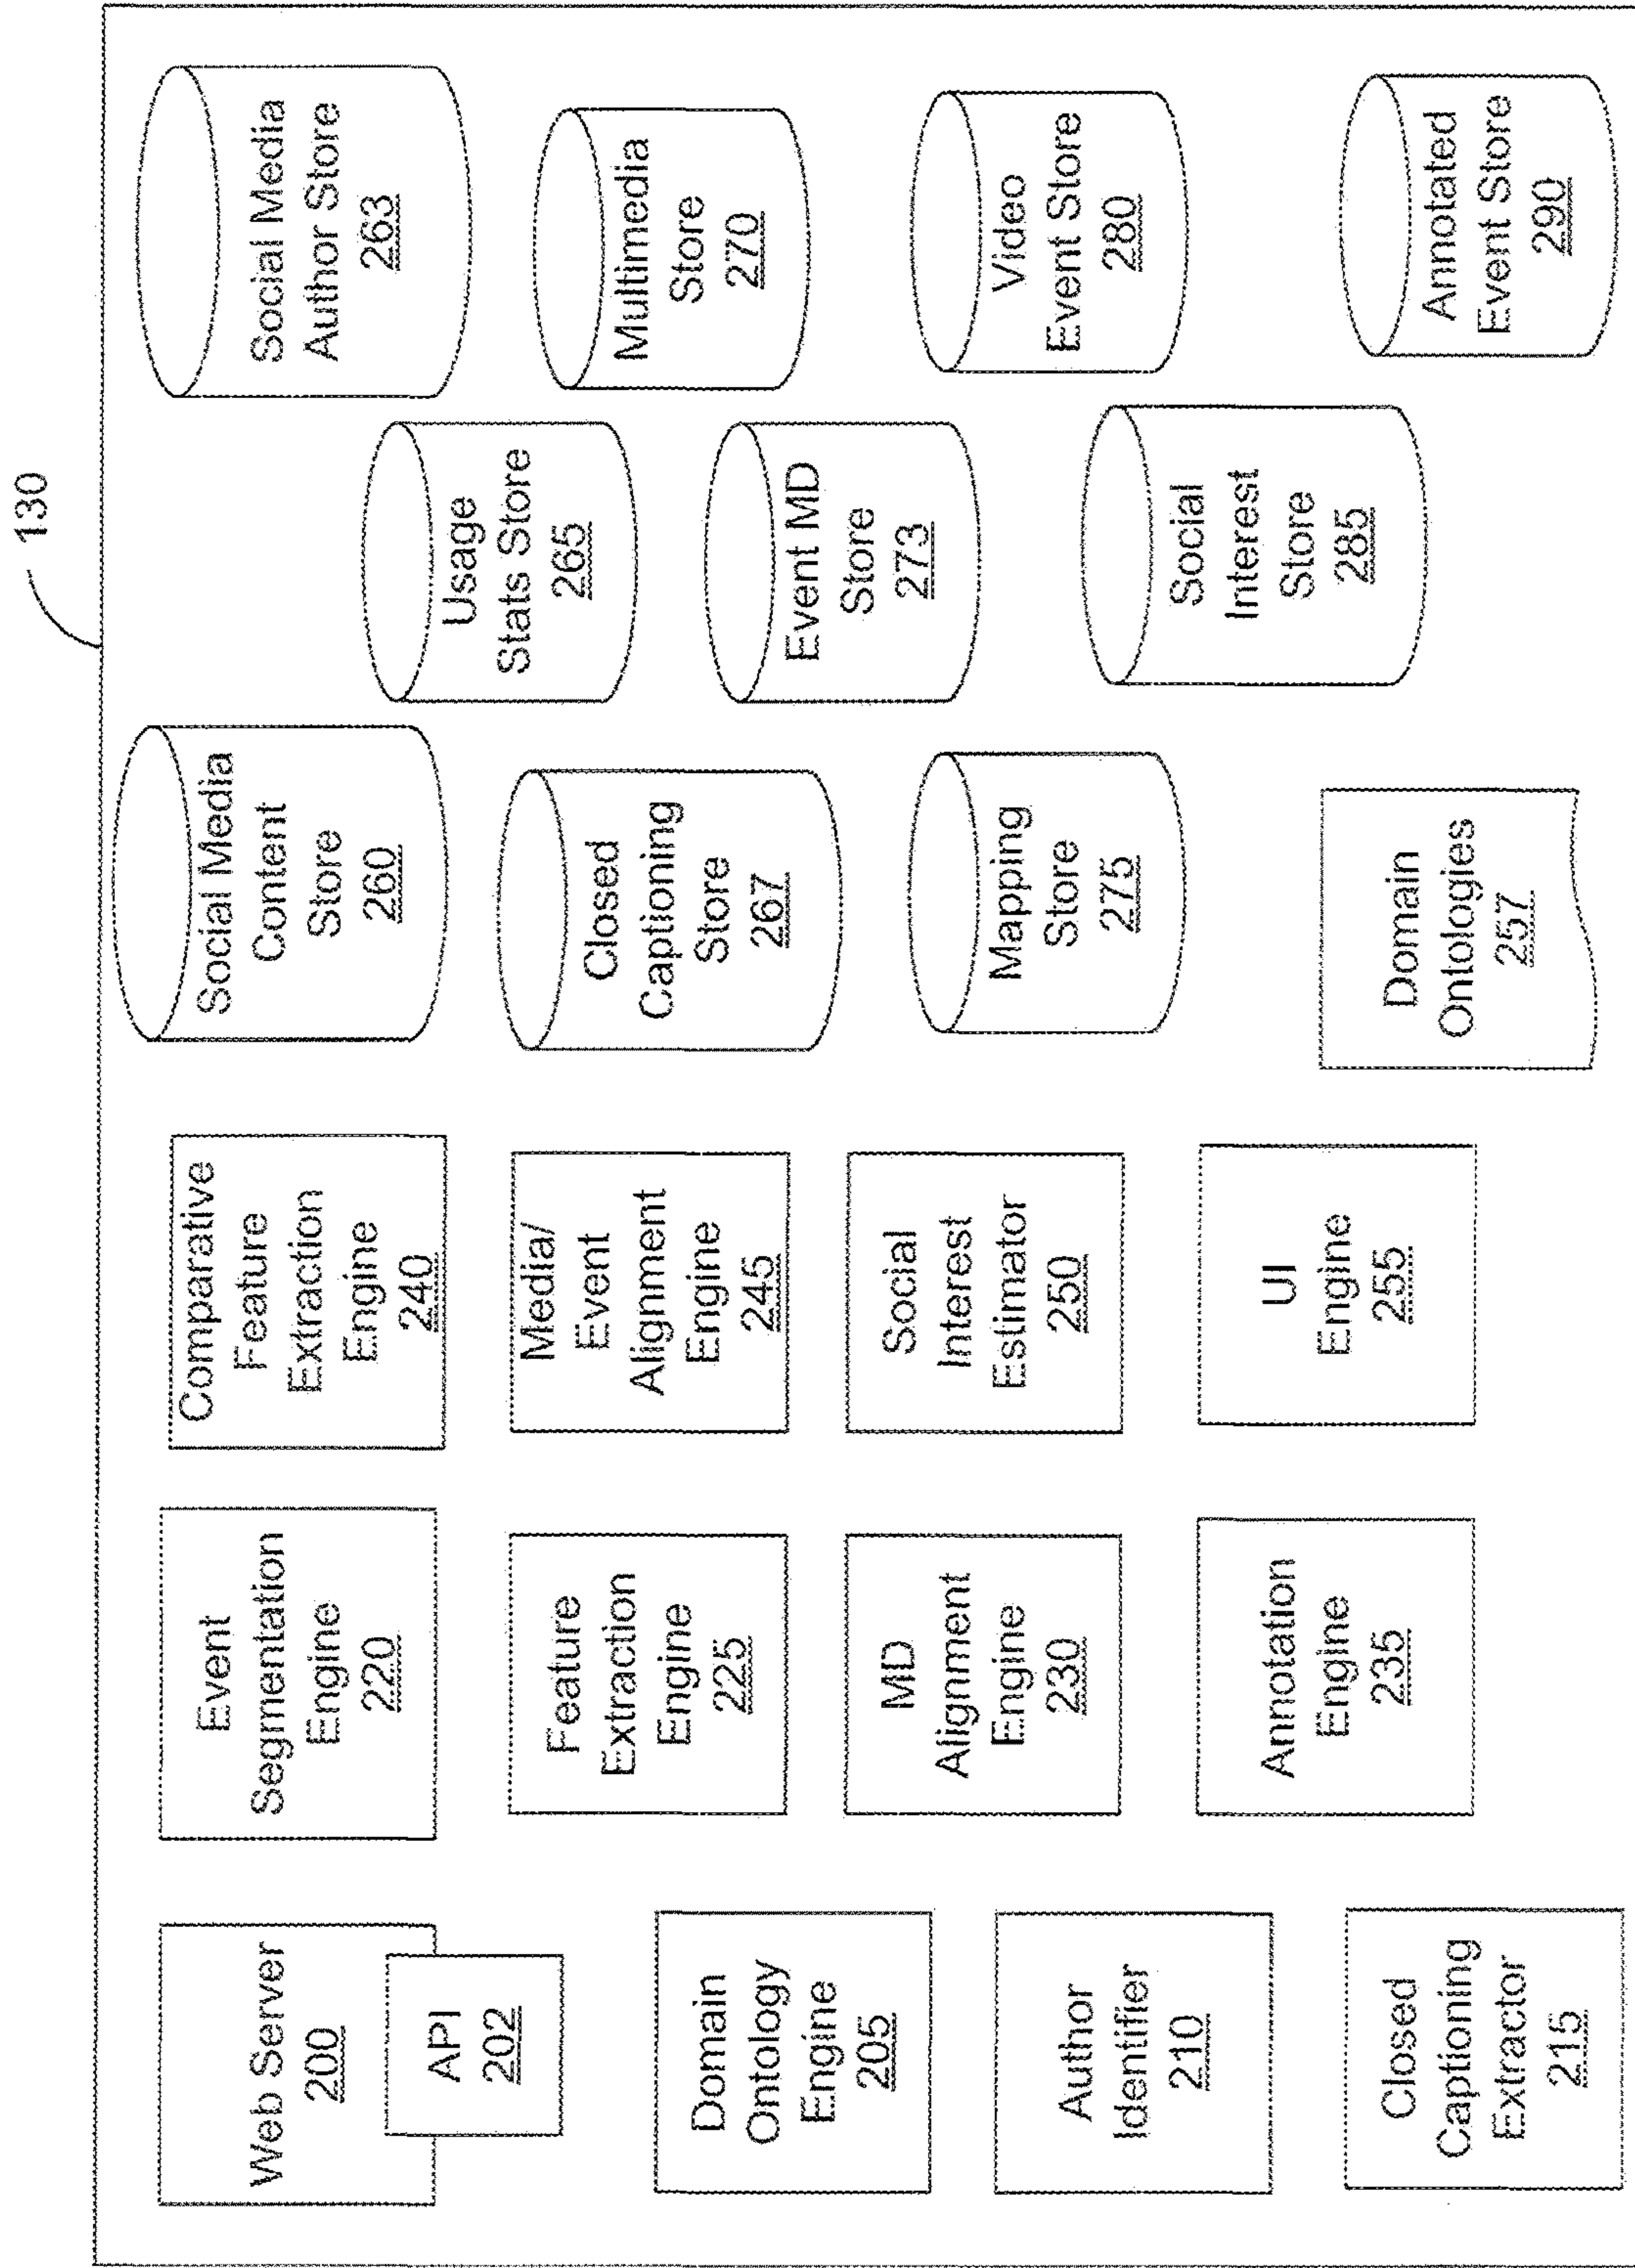 130
Web Server
200
API
202
Domain
Ontology
Engine
205
Author
Identifier
210
Closed
Captioning
Extractor
215
Event
Segmentation
Engine
220
Feature
Extraction
Engine
225
MD
Alignment
Engine
230
Annotation
Engine
235
Comparative
Feature
Extraction
Engine
240
Media/
Event
Alignment
Engine
245
Social
Interest
Estimator
250
UI
Engine
255
Social Media
Content
Store
260
Closed
Captioning
Store
267
Mapping
Store
275
Domain
Ontologies
257
Usage
Stats Store
265
Event MD
Store
273
Social
Interest
Store
285
Social Media
Author Store
263
Multimedia
Store
270
Video
Event Store
280
Annotated
Event Store
290